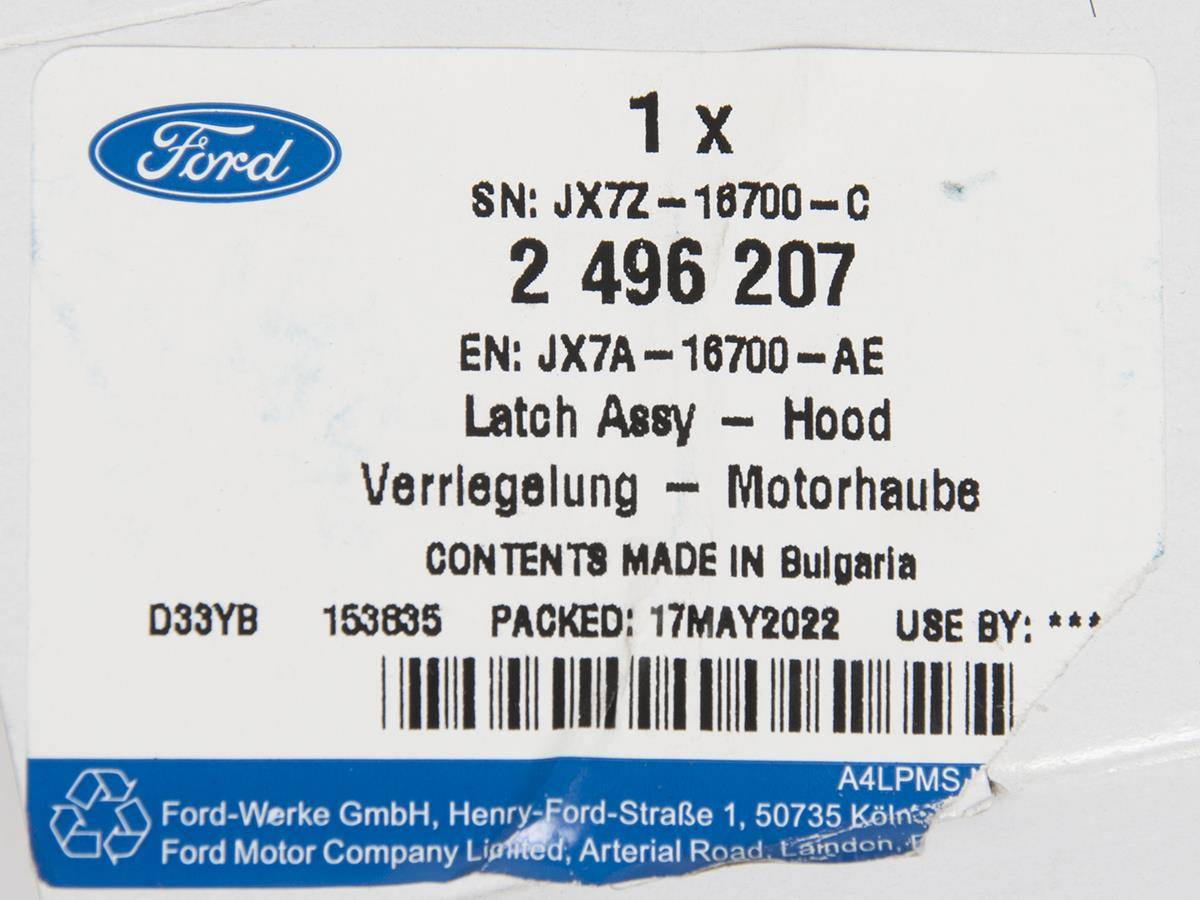 Ford
1 x
SN: JX7Z-16700-C
2 496 207
EN: JX7A-16700-AE
Latch Assy - Hood
Verriegelung - Motorhaube
CONTENTS MADE IN Bulgaria
D33YB 153635 PACKED: 17MAY2022 USE BY: ***
A4LPMS
Ford-Werke GmbH, Henry-Ford-Straße 1, 50735 Köln
Ford Motor Company Limited, Arterial Road, Laindon,